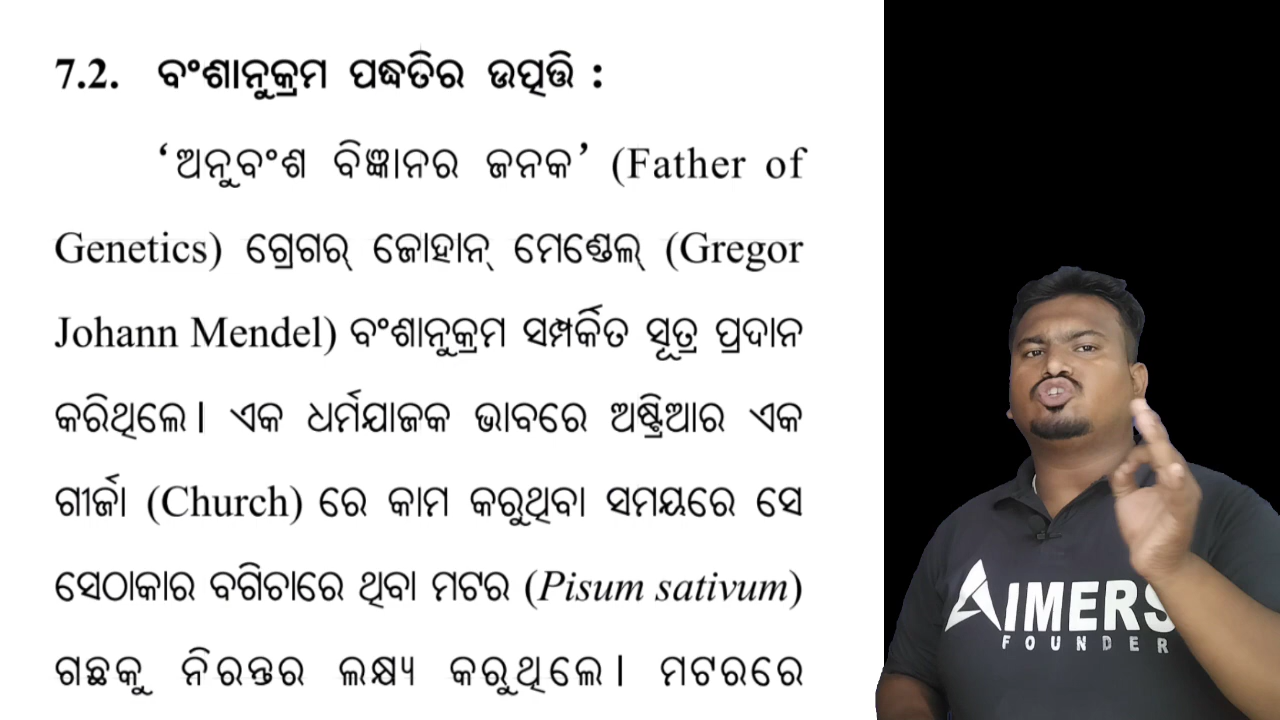 7.2. ବଂଶାନୁକ୍ରମ ପଦ୍ଧତିର ଉତ୍ପତ୍ତି :
‘ଅନୁବଂଶ ବିଜ୍ଞାନର ଜନକ’ (Father of
Genetics) ଗ୍ରେଗର୍ ଜୋହାନ୍ ମେଣ୍ଡେଲ୍ (Gregor
Johann Mendel) ବଂଶାନୁକ୍ରମ ସମ୍ପର୍କିତ ସୂତ୍ର ପ୍ରଦାନ
କରିଥିଲେ। ଏକ ଧର୍ମଯାଜକ ଭାବରେ ଅଷ୍ଟ୍ରିଆର ଏକ
ଗୀର୍ଜା (Church) ରେ କାମ କରୁଥିବା ସମୟରେ ସେ
ସେଠାକାର ବଗିଚାରେ ଥିବା ମଟର (Pisum sativum)
ଗଛକୁ ନିରନ୍ତର ଲକ୍ଷ୍ୟ କରୁଥିଲେ। ମଟରରେ
AIMERS
FOUNDER